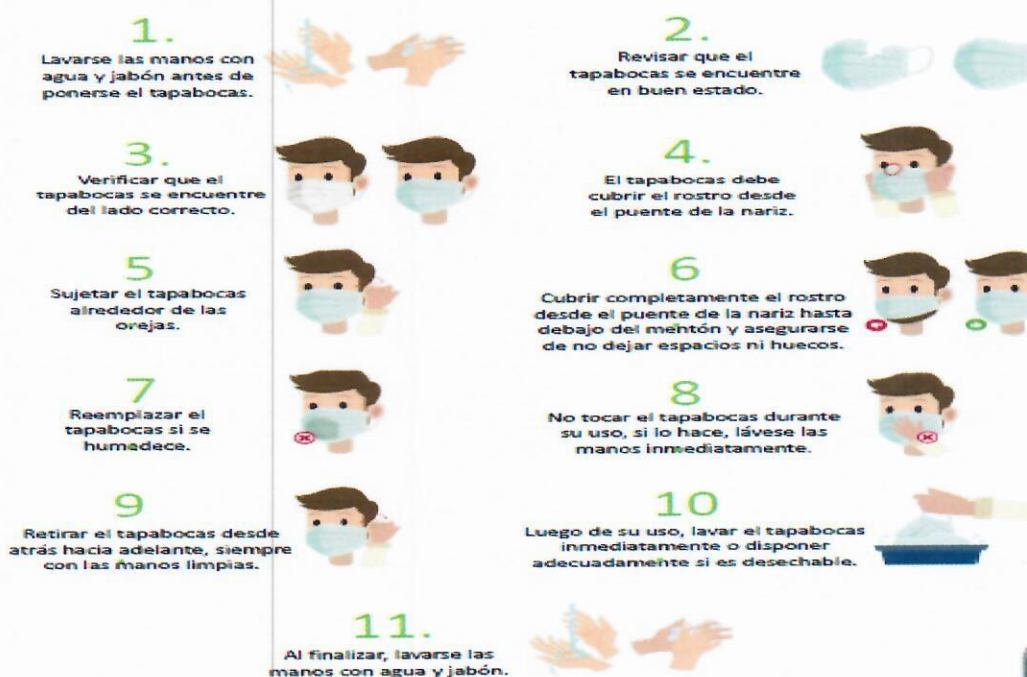 1.
Lavarse las manos con
agua y jabón antes de
ponerse el tapabocas.
2.
Revisar que el
tapabocas se encuentre
en buen estado.
3.
Verificar que el
tapabocas se encuentre
del lado correcto.
4.
El tapabocas debe
cubrir el rostro desde
el puente de la nariz.
5
Sujetar el tapabocas
alrededor de las
orejas.
6
Cubrir completamente el rostro
desde el puente de la nariz hasta
debajo del mentón y asegurarse
de no dejar espacios ni huecos.
7
Reemplazar el
tapabocas si se
humedece.
8
No tocar el tapabocas durante
su uso, si lo hace, lávese las
manos inmediatamente.
9
Retirar el tapabocas desde
atrás hacia adelante, siempre
con las manos limpias.
10
Luego de su uso, lavar el tapabocas
inmediatamente o disponer
adecuadamente si es desechable.
11.
Al finalizar, lavarse las
manos con agua y jabón.